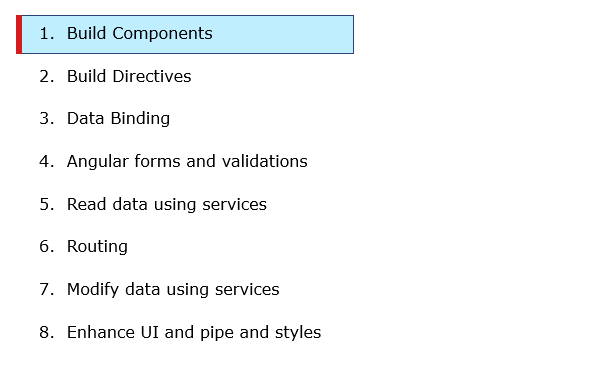 1. Build Components
2. Build Directives
3. Data Binding
4. Angular forms and validations
5. Read data using services
6. Routing
7. Modify data using services
8. Enhance UI and pipe and styles